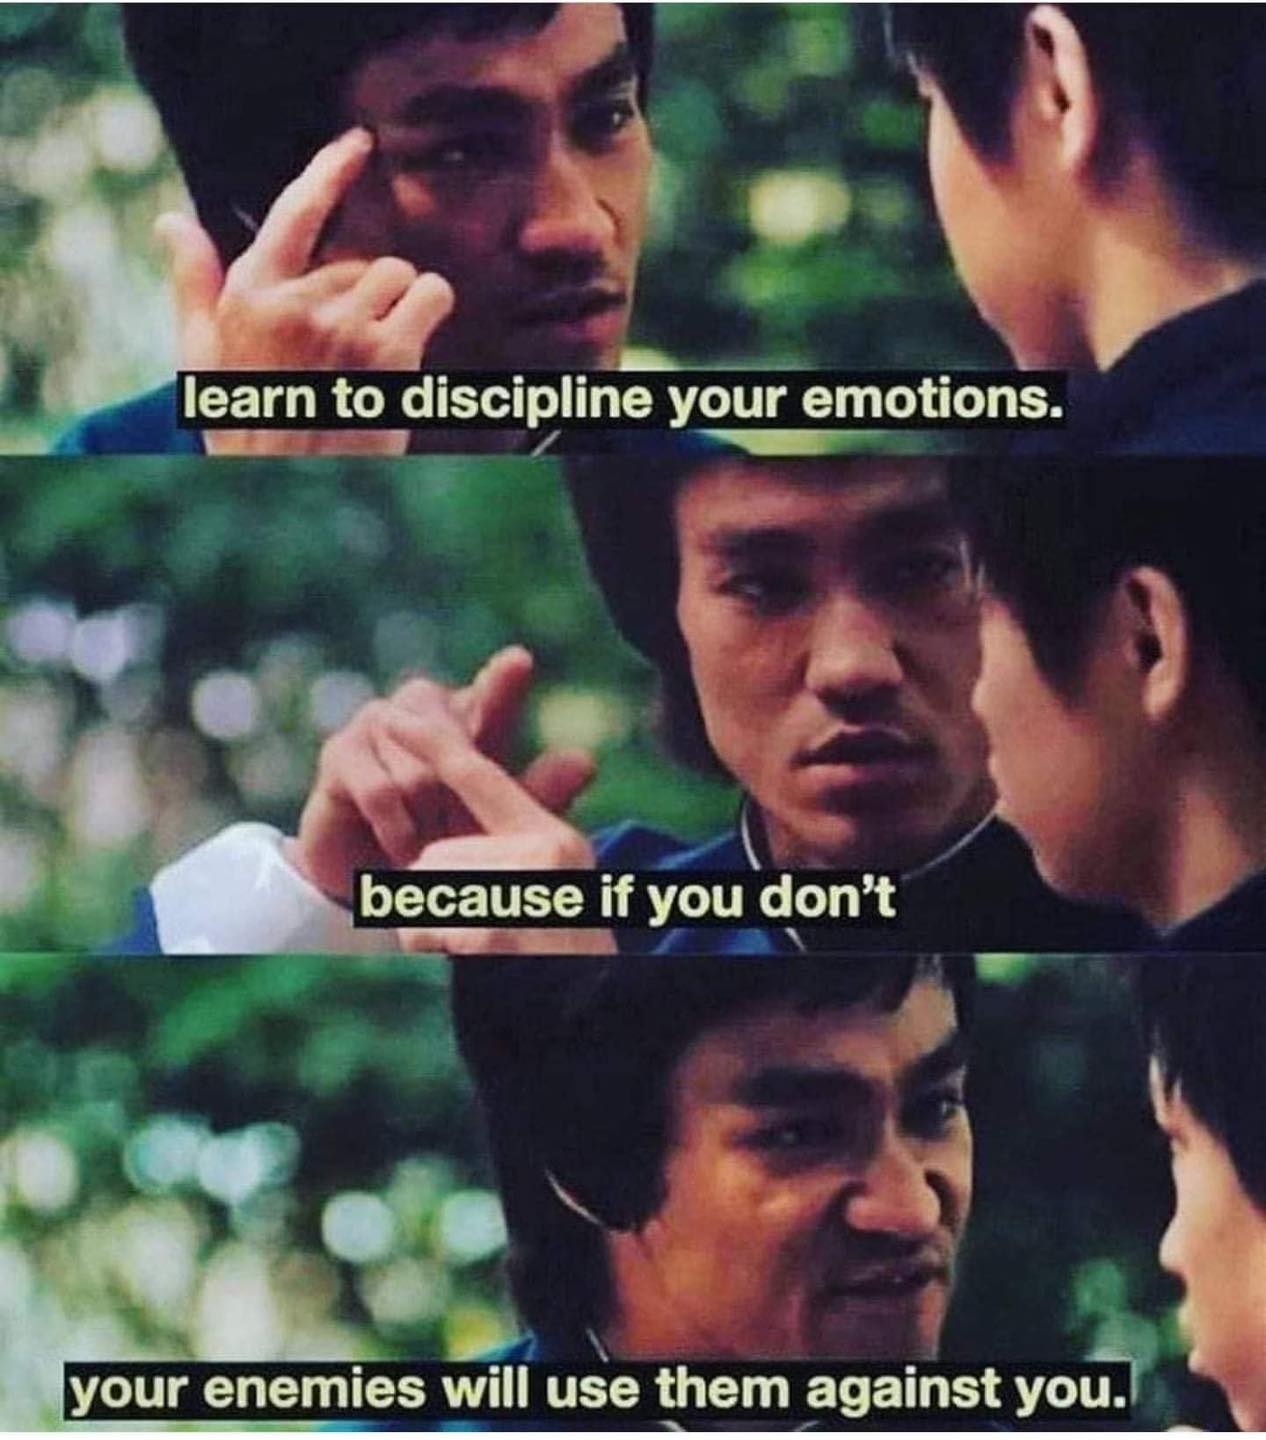 learn to discipline your emotions.
because if you don't
your enemies will use them against you.